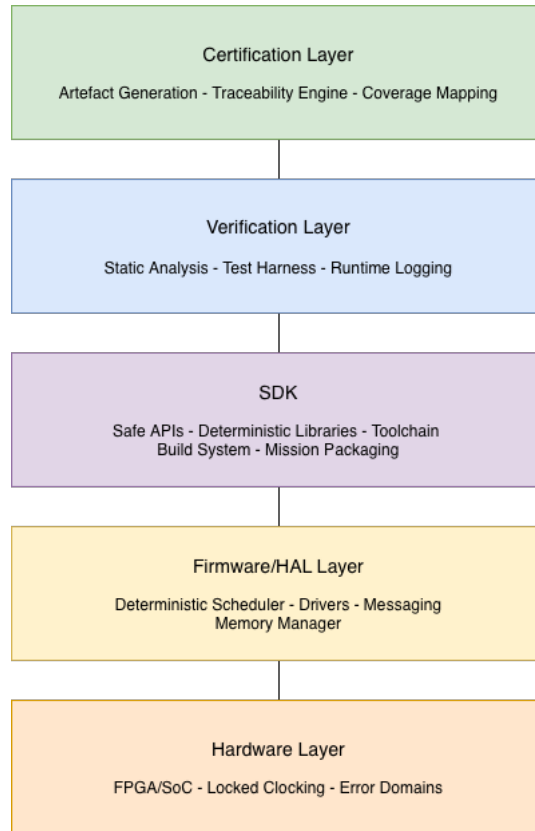 Certification Layer
Artefact Generation - Traceability Engine - Coverage Mapping
Verification Layer
Static Analysis - Test Harness - Runtime Logging
SDK
Safe APIs - Deterministic Libraries - Toolchain
Build System - Mission Packaging
Firmware/HAL Layer
Deterministic Scheduler - Drivers - Messaging
Memory Manager
Hardware Layer
FPGA/SoC - Locked Clocking - Error Domains